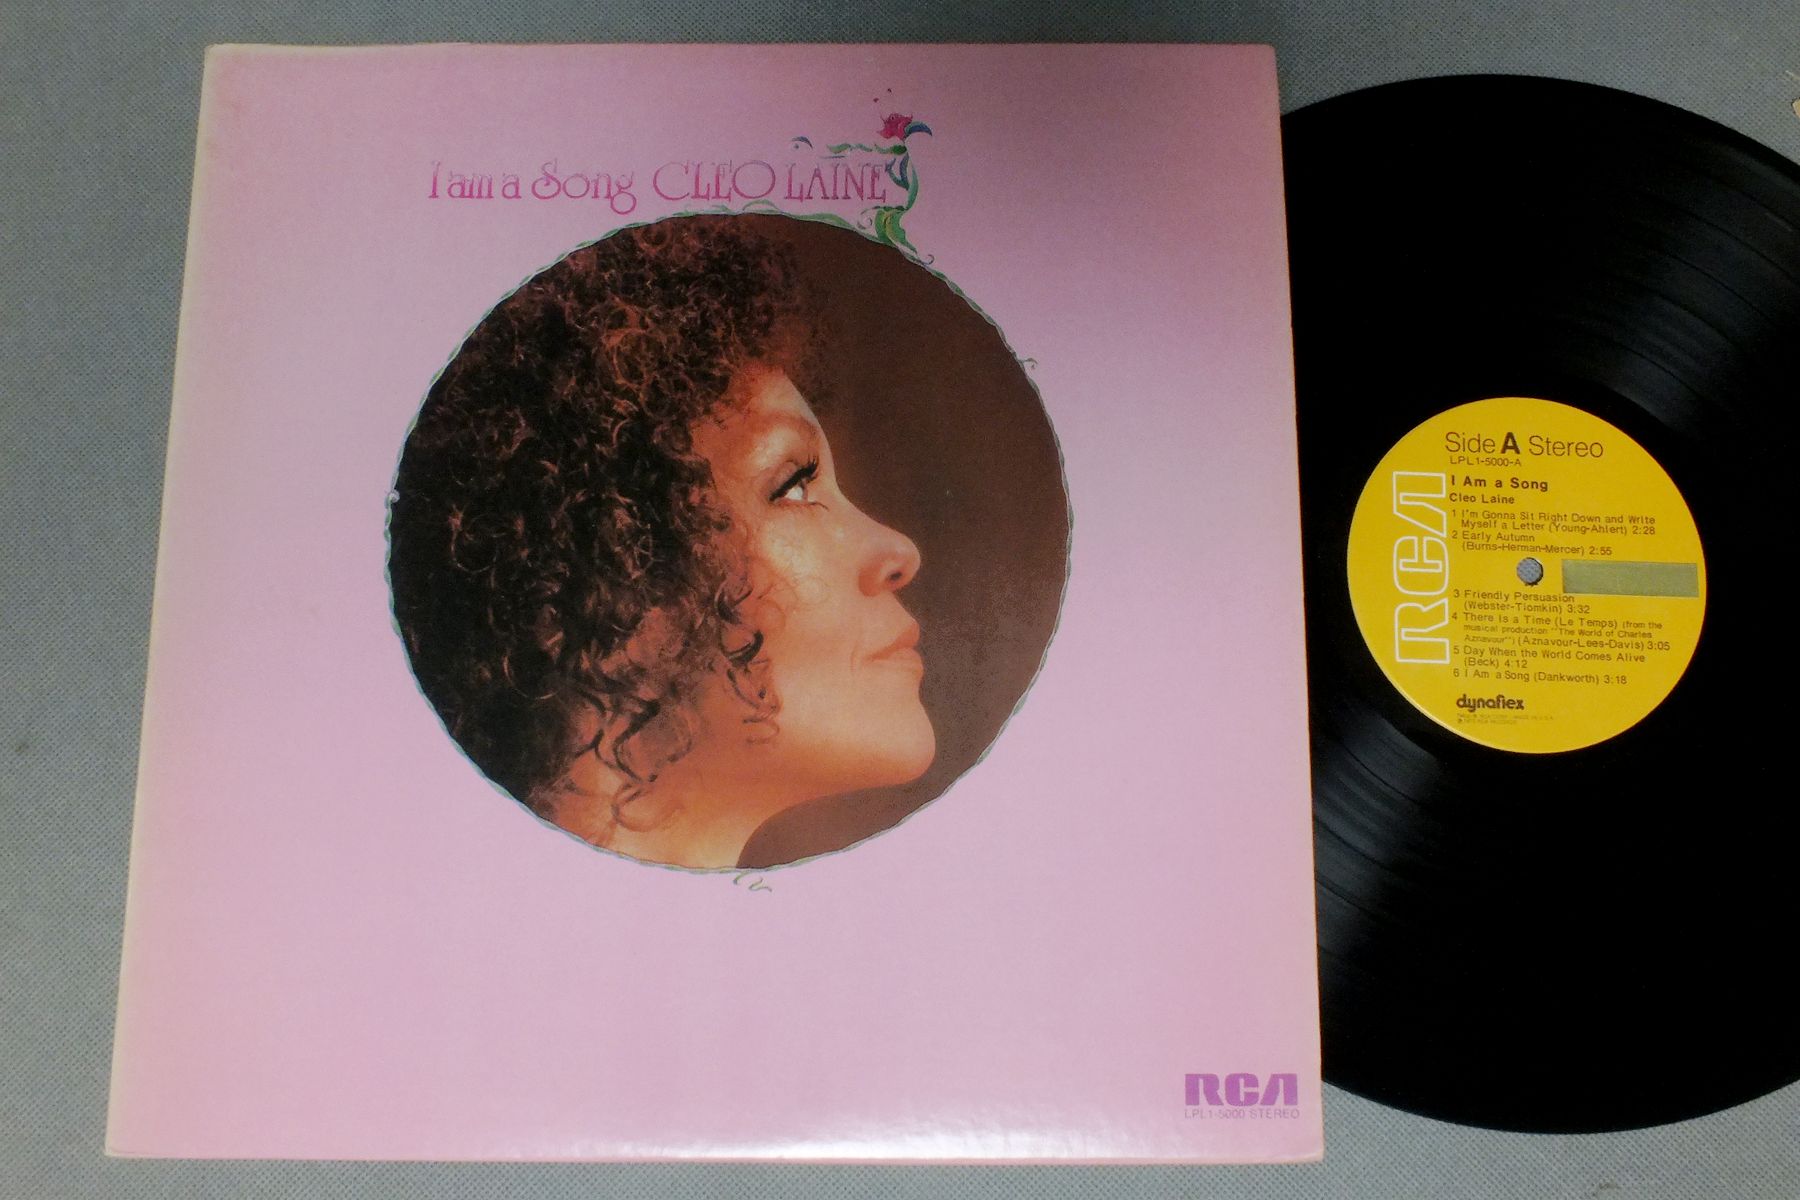 I am a Song CLEO LAINE
RCA
LPL1-5000 STEREO
Side A Stereo
LPL1-5000-A
I Am a Song
Cleo Laine
1 I'm Gonna Sit Right Down and Write
Myself a Letter (Young-Ahlert) 2:28
2 Early Autumn
(Burns-Herman-Mercer) 2:55
3 Friendly Persuasion
(Webster-Tiomkin) 3:32
4 There Is a Time (Le Temps) (from the
musical production "The World of Charles
Aznavour") (Aznavour-Lees-Davis) 3:05
5 Day When the World Comes Alive
(Beck) 4:12
6 I Am a Song (Dankworth) 3:18
RCA
dynaflex